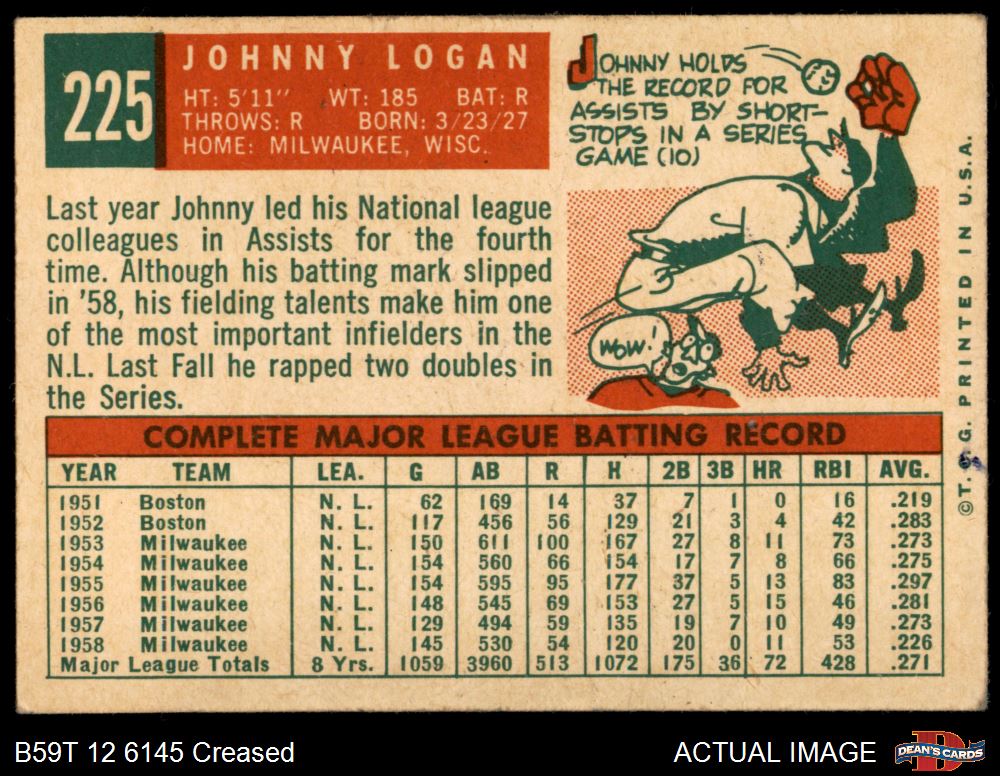 225
JOHNNY LOGAN
HT: 5'11" WT: 185 BAT: R
THROWS: R BORN: 3/23/27
HOME: MILWAUKEE, WISC.
JOHNNY HOLDS
THE RECORD FOR
ASSISTS BY SHORT-
STOPS IN A SERIES
GAME (10)
Last year Johnny led his National league
colleagues in Assists for the fourth
time. Although his batting mark slipped
in '58, his fielding talents make him one
of the most important infielders in the
N.L. Last Fall he rapped two doubles in
the Series.
WOW!
COMPLETE MAJOR LEAGUE BATTING RECORD
YEAR TEAM LEA. G AB R H 2B 3B HR RBI AVG.
1951 Boston N. L. 62 169 14 37 7 1 0 16 .219
1952 Boston N. L. 117 456 56 129 21 3 4 42 .283
1953 Milwaukee N. L. 150 611 100 167 27 8 11 73 .273
1954 Milwaukee N. L. 154 560 66 154 17 7 8 66 .275
1955 Milwaukee N. L. 154 595 95 177 37 5 13 83 .297
1956 Milwaukee N. L. 148 545 69 153 27 5 15 46 .281
1957 Milwaukee N. L. 129 494 59 135 19 7 10 49 .273
1958 Milwaukee N. L. 145 530 54 120 20 0 11 53 .226
Major League Totals 8 Yrs. 1059 3960 513 1072 175 36 72 428 .271
© T. C. G. PRINTED IN U.S.A.
B59T 12 6145 Creased
ACTUAL IMAGE
DEAN'S CARDS